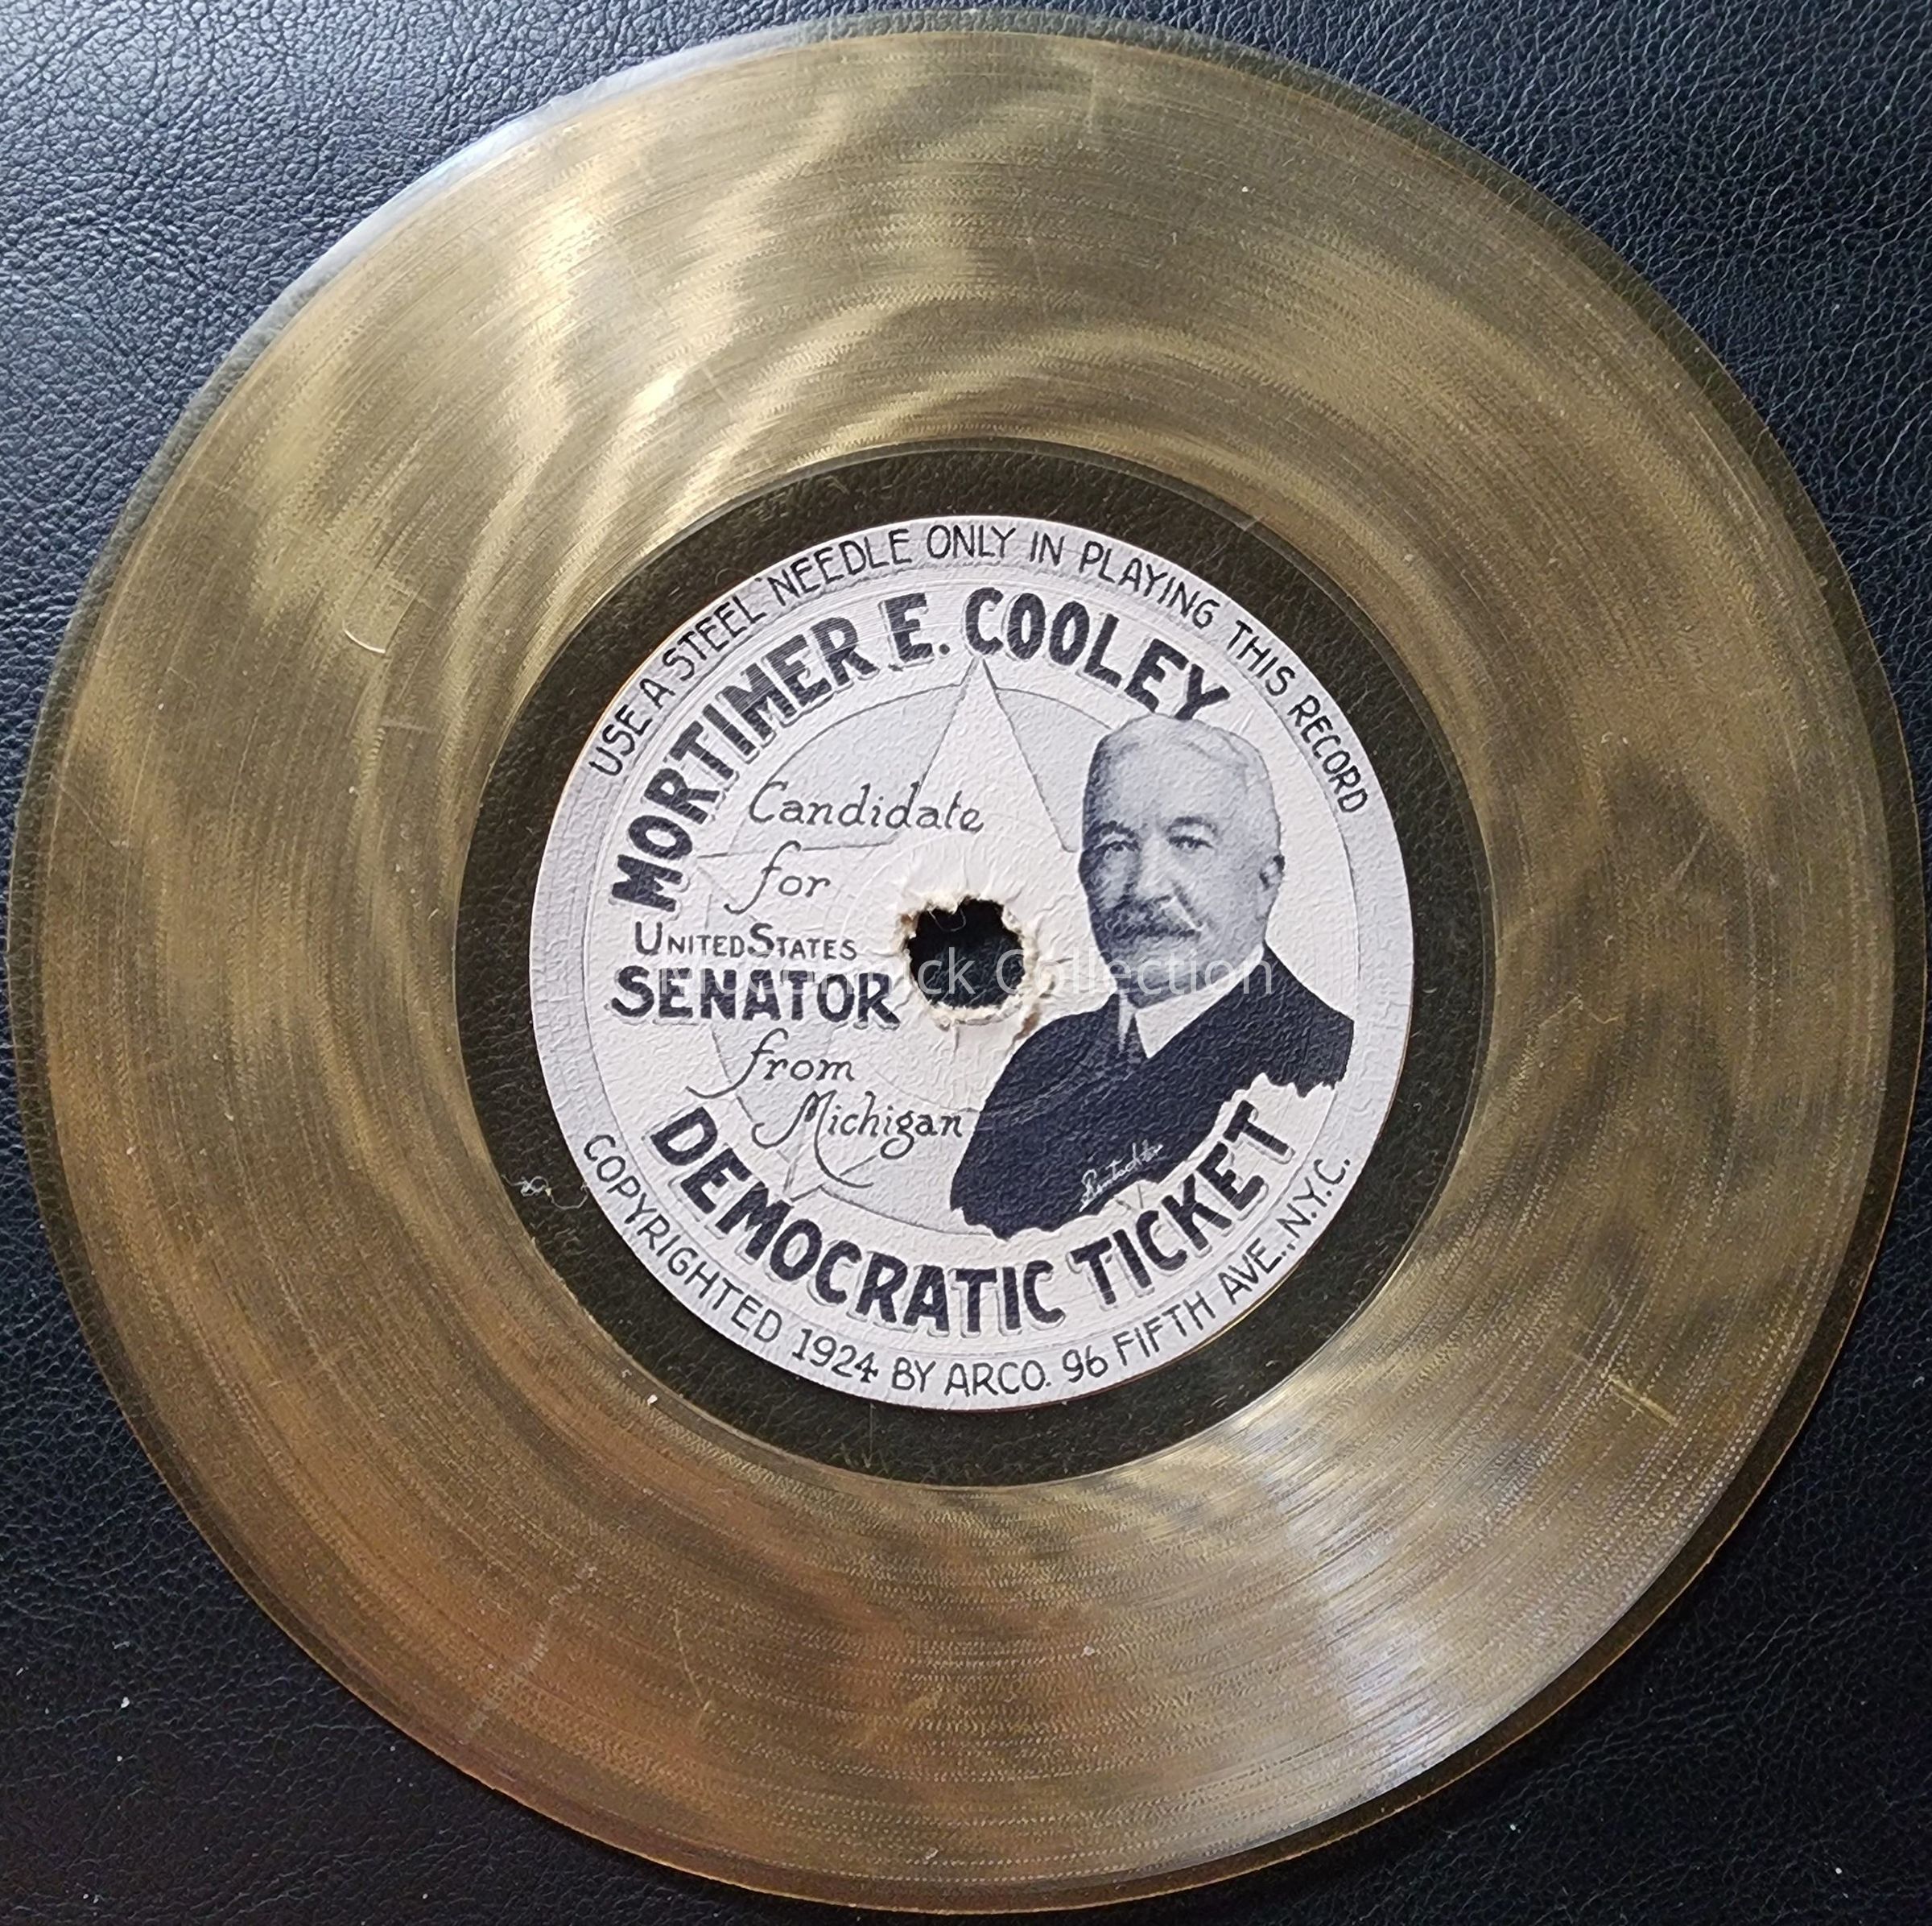 USE A STEEL NEEDLE ONLY IN PLAYING THIS RECORD
MORTIMER E. COOLEY
Candidate
for
UNITED STATES
SENATOR
from
Michigan
DEMOCRATIC TICKET
COPYRIGHTED 1924 BY ARCO. 96 FIFTH AVE., N.Y.C.
Collection